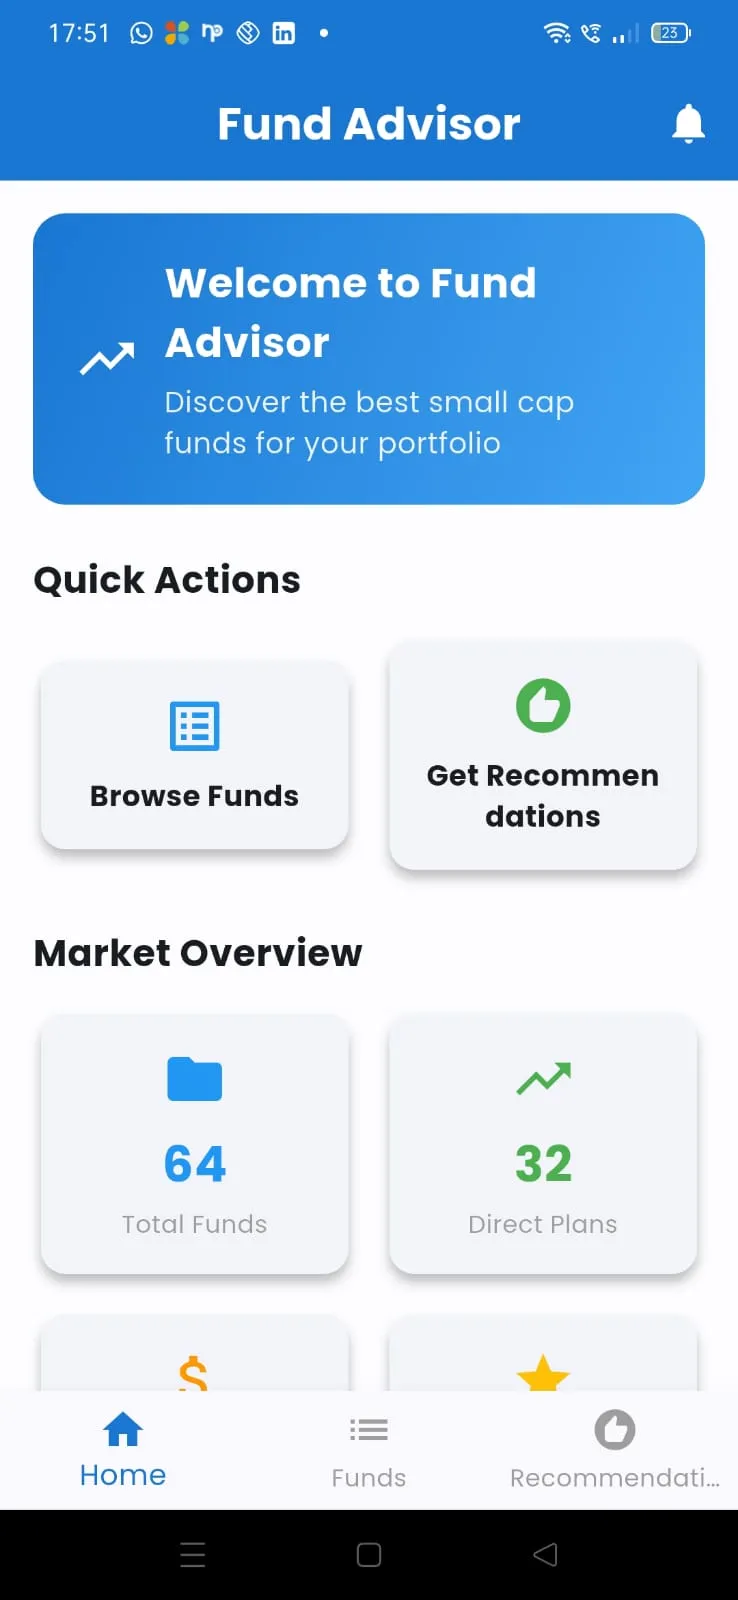 17:51
23
Fund Advisor
Welcome to Fund
Advisor
Discover the best small cap
funds for your portfolio
Quick Actions
Browse Funds
Get Recommen
dations
Market Overview
64
Total Funds
32
Direct Plans
Home
Funds
Recommendati...